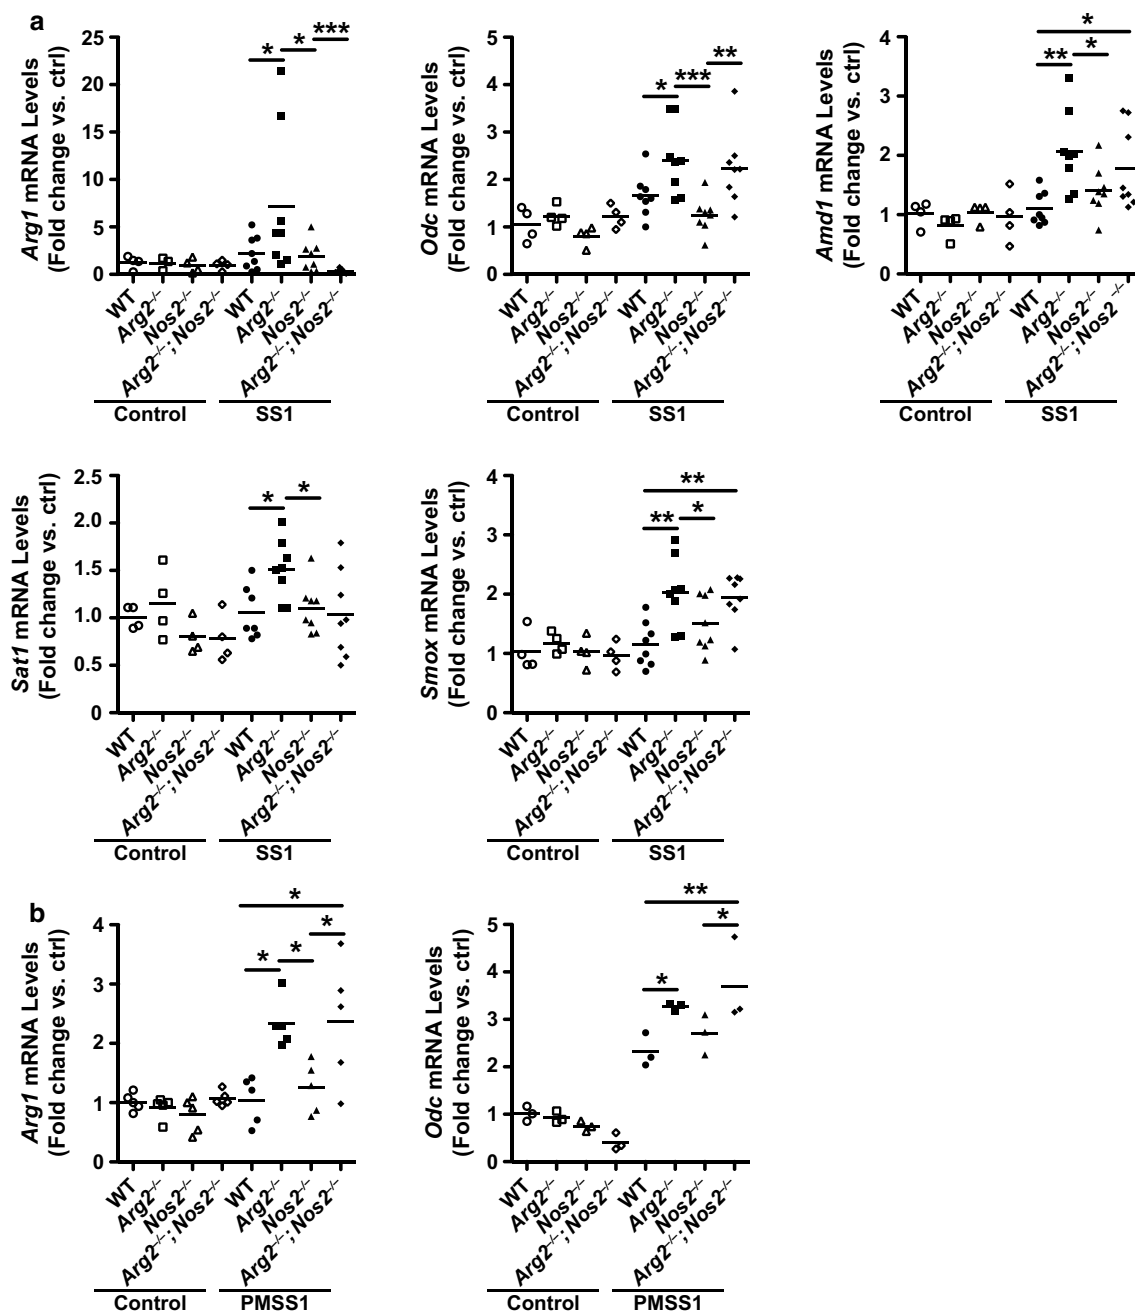 a
Arg1 mRNA Levels
(Fold change vs. ctrl)
25
20
15
10
5
0
*
*
***
WT
Arg2–/–
Nos2–/–
Arg2–/–; Nos2–/–
WT
Arg2–/–
Nos2–/–
Arg2–/–; Nos2–/–
Control
SS1
Odc mRNA Levels
(Fold change vs. ctrl)
5
4
3
2
1
0
*
***
**
WT
Arg2–/–
Nos2–/–
Arg2–/–; Nos2–/–
WT
Arg2–/–
Nos2–/–
Arg2–/–; Nos2–/–
Control
SS1
Amd1 mRNA Levels
(Fold change vs. ctrl)
4
3
2
1
0
*
**
*
WT
Arg2–/–
Nos2–/–
Arg2–/–; Nos2–/–
WT
Arg2–/–
Nos2–/–
Arg2–/–; Nos2–/–
Control
SS1
Sat1 mRNA Levels
(Fold change vs. ctrl)
2.5
2.0
1.5
1.0
0.5
0
*
*
WT
Arg2–/–
Nos2–/–
Arg2–/–; Nos2–/–
WT
Arg2–/–
Nos2–/–
Arg2–/–; Nos2–/–
Control
SS1
Smox mRNA Levels
(Fold change vs. ctrl)
4
3
2
1
0
**
**
*
WT
Arg2–/–
Nos2–/–
Arg2–/–; Nos2–/–
WT
Arg2–/–
Nos2–/–
Arg2–/–; Nos2–/–
Control
SS1
b
Arg1 mRNA Levels
(Fold change vs. ctrl)
4
3
2
1
0
*
*
*
*
WT
Arg2–/–
Nos2–/–
Arg2–/–; Nos2–/–
WT
Arg2–/–
Nos2–/–
Arg2–/–; Nos2–/–
Control
PMSS1
Odc mRNA Levels
(Fold change vs. ctrl)
5
4
3
2
1
0
**
*
*
WT
Arg2–/–
Nos2–/–
Arg2–/–; Nos2–/–
WT
Arg2–/–
Nos2–/–
Arg2–/–; Nos2–/–
Control
PMSS1